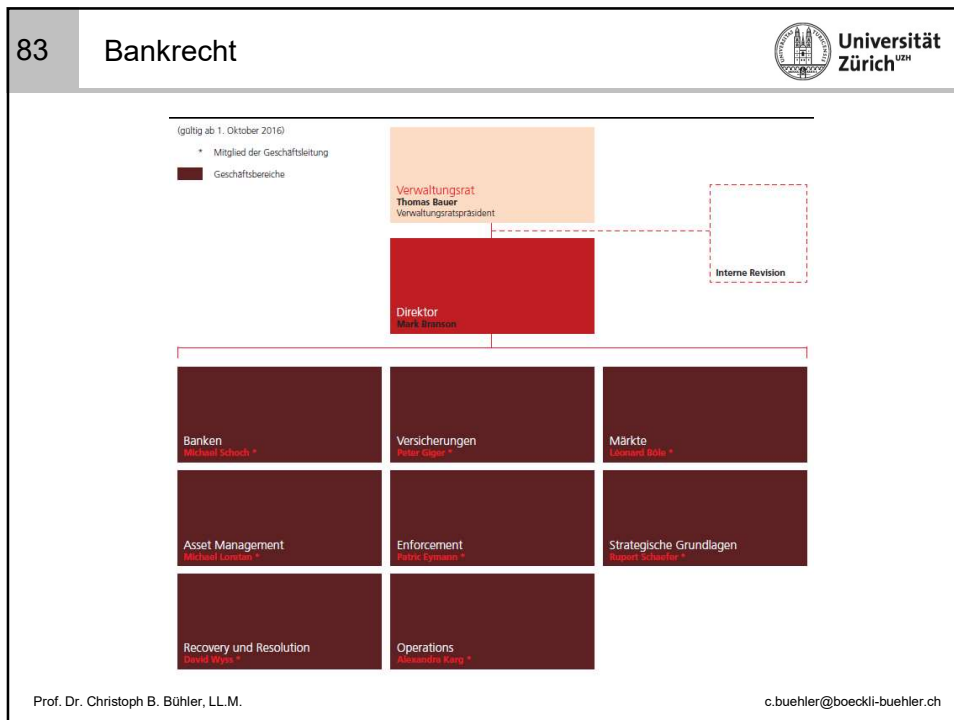 83
Bankrecht
Universität
Zürich UZH
(gültig ab 1. Oktober 2016)
* Mitglied der Geschäftsleitung
Geschäftsbereiche
Verwaltungsrat
Thomas Bauer
Verwaltungsratspräsident
Interne Revision
Direktor
Mark Branson
Banken
Michael Schoch *
Versicherungen
Peter Giger *
Märkte
Léonard Bôle *
Asset Management
Michael Loretan *
Enforcement
Patric Eymann *
Strategische Grundlagen
Rupert Schaefer *
Recovery und Resolution
David Wyss *
Operations
Alexandra Karg *
Prof. Dr. Christoph B. Bühler, LL.M.
c.buehler@boeckli-buehler.ch